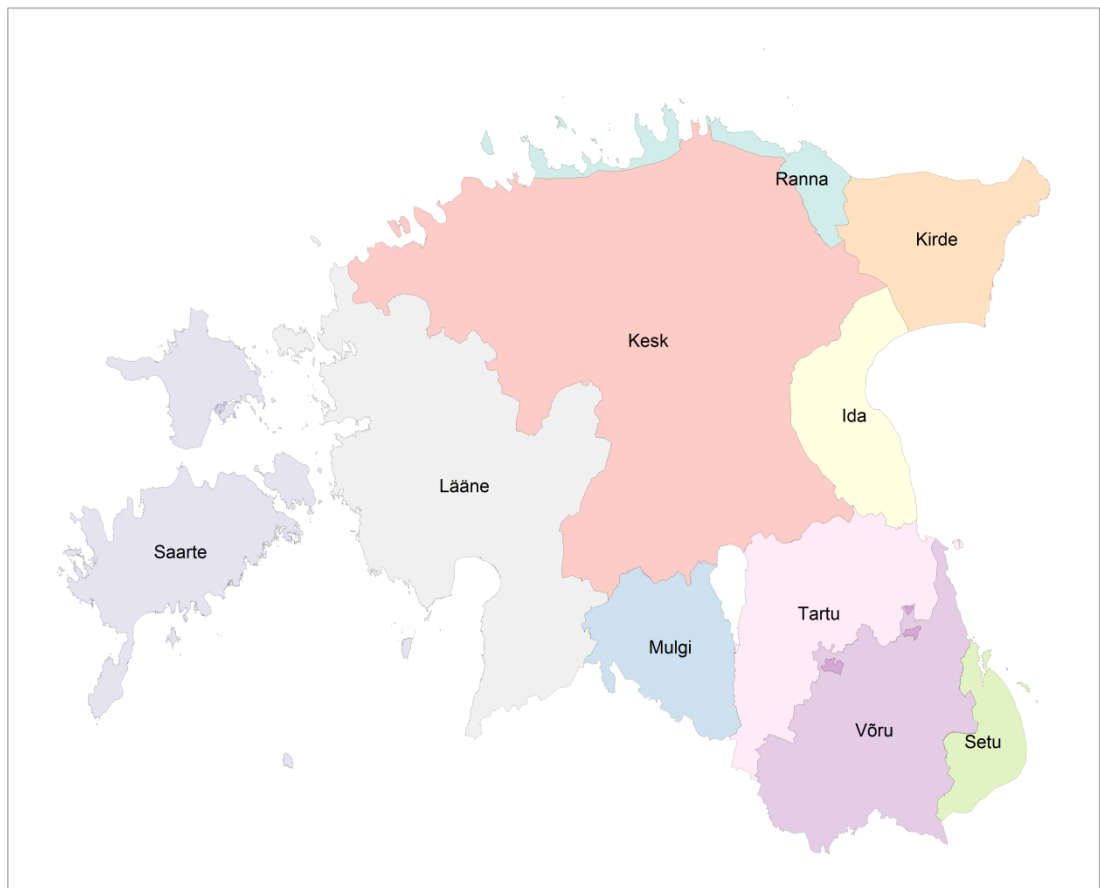 Ranna
Kirde
Kesk
Ida
Lääne
Saarte
Tartu
Mulgi
Võru
Setu